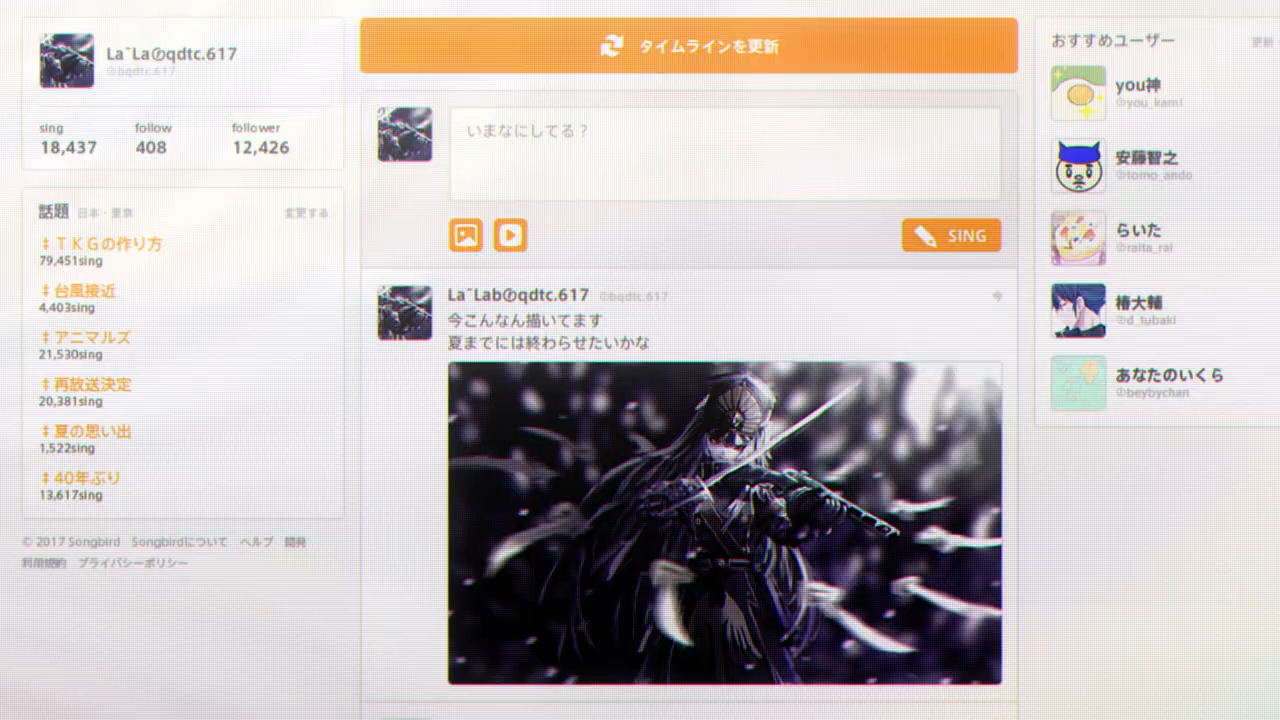 La˜La⑦qdtc.617
@bqdtc.617
sing
follow
follower
18,437
408
12,426
話題 日本・東京 変更する
‡ＴＫＧの作り方
79,451sing
‡台風接近
4,403sing
‡アニマルズ
21,530sing
‡再放送決定
20,381sing
‡夏の思い出
1,522sing
‡40年ぶり
13,617sing
© 2017 Songbird Songbirdについて ヘルプ 開発
利用規約 プライバシーポリシー
タイムラインを更新
いまなにしてる？
SING
La˜Lab⑦qdtc.617 @bqdtc.617 今
今こんなん描いてます
夏までには終わらせたいかな
おすすめユーザー 更新
you神
@you_kami
安藤智之
@tomo_ando
らいた
@raita_rai
椿大輔
@d_tubaki
あなたのいくら
@beybychan